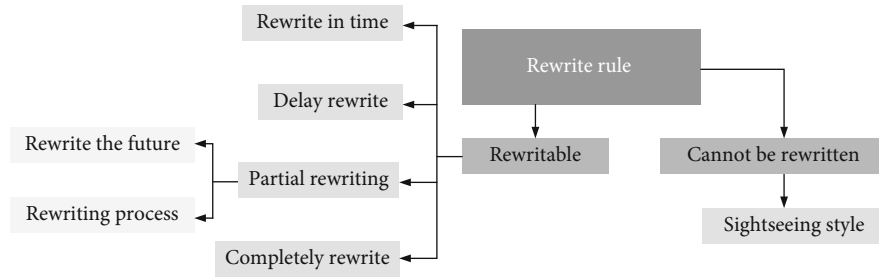 Rewrite in time
Rewrite rule
Delay rewrite
Rewrite the future
Rewritable
Cannot be rewritten
Partial rewriting
Rewriting process
Sightseeing style
Completely rewrite